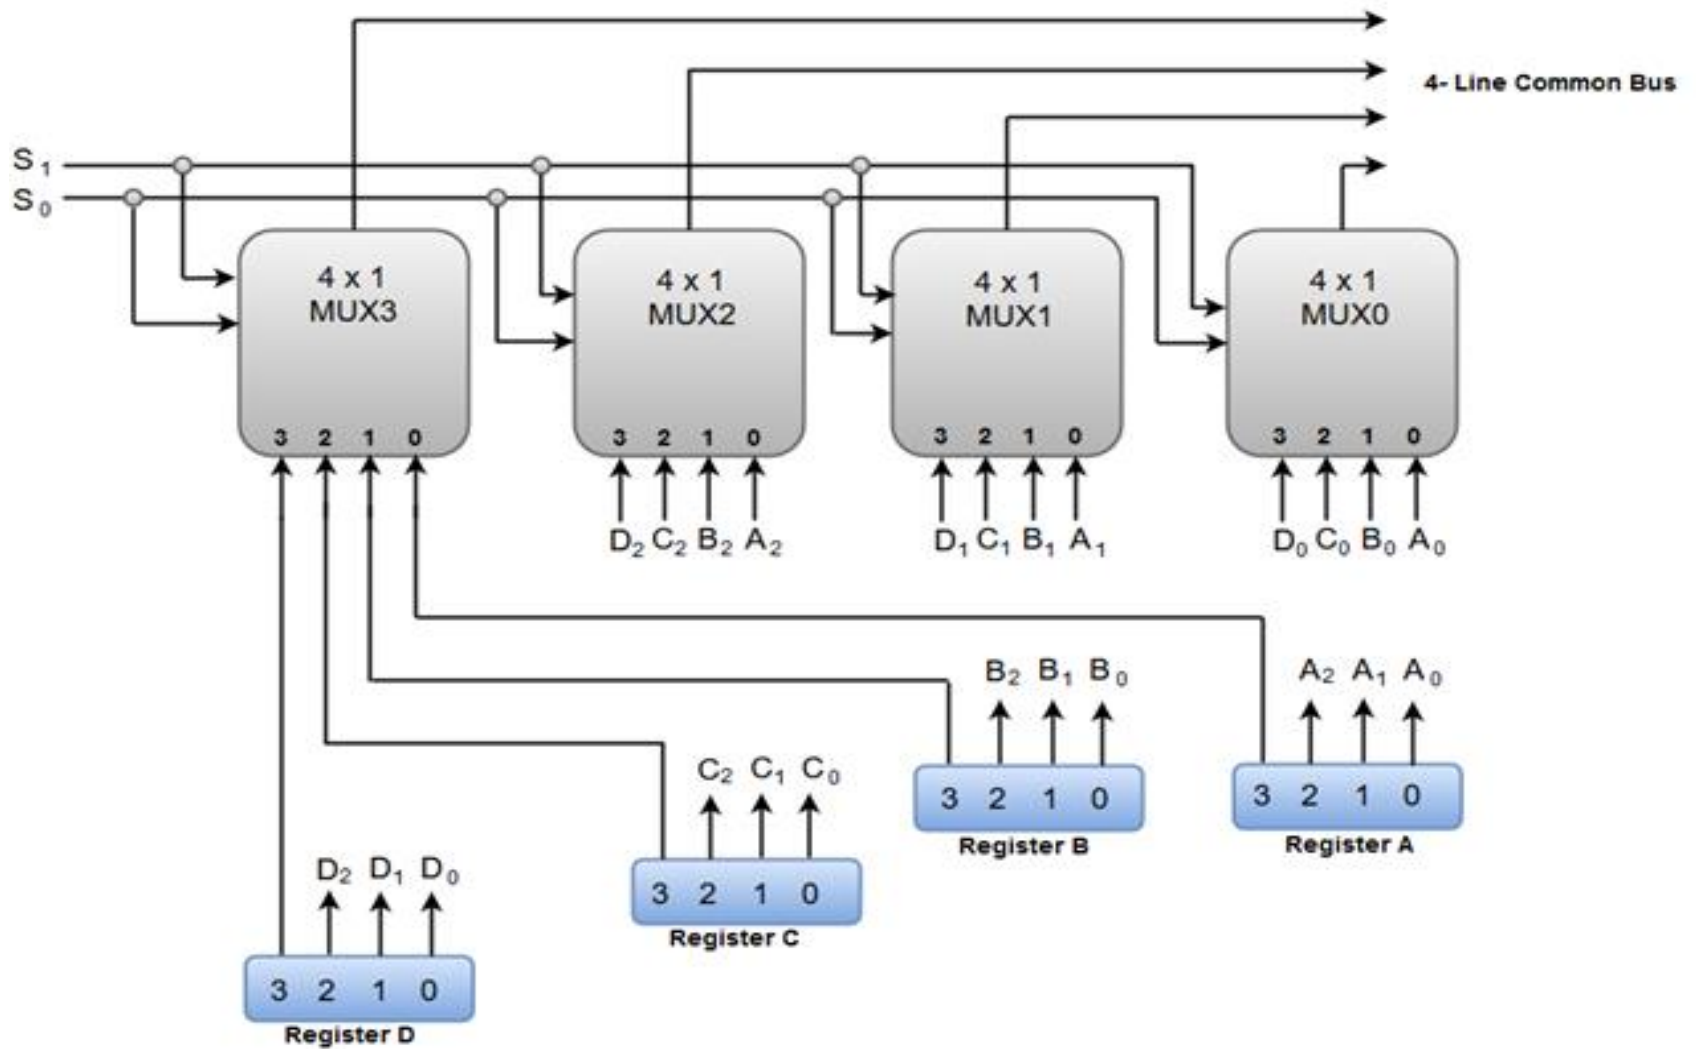 4- Line Common Bus
S1
S0
4 x 1
MUX3
4 x 1
MUX2
4 x 1
MUX1
4 x 1
MUX0
3 2 1 0
3 2 1 0
3 2 1 0
3 2 1 0
D2 C2 B2 A2
D1 C1 B1 A1
D0 C0 B0 A0
B2 B1 B0
A2 A1 A0
3 2 1 0
Register B
3 2 1 0
Register A
C2 C1 C0
3 2 1 0
Register C
D2 D1 D0
3 2 1 0
Register D